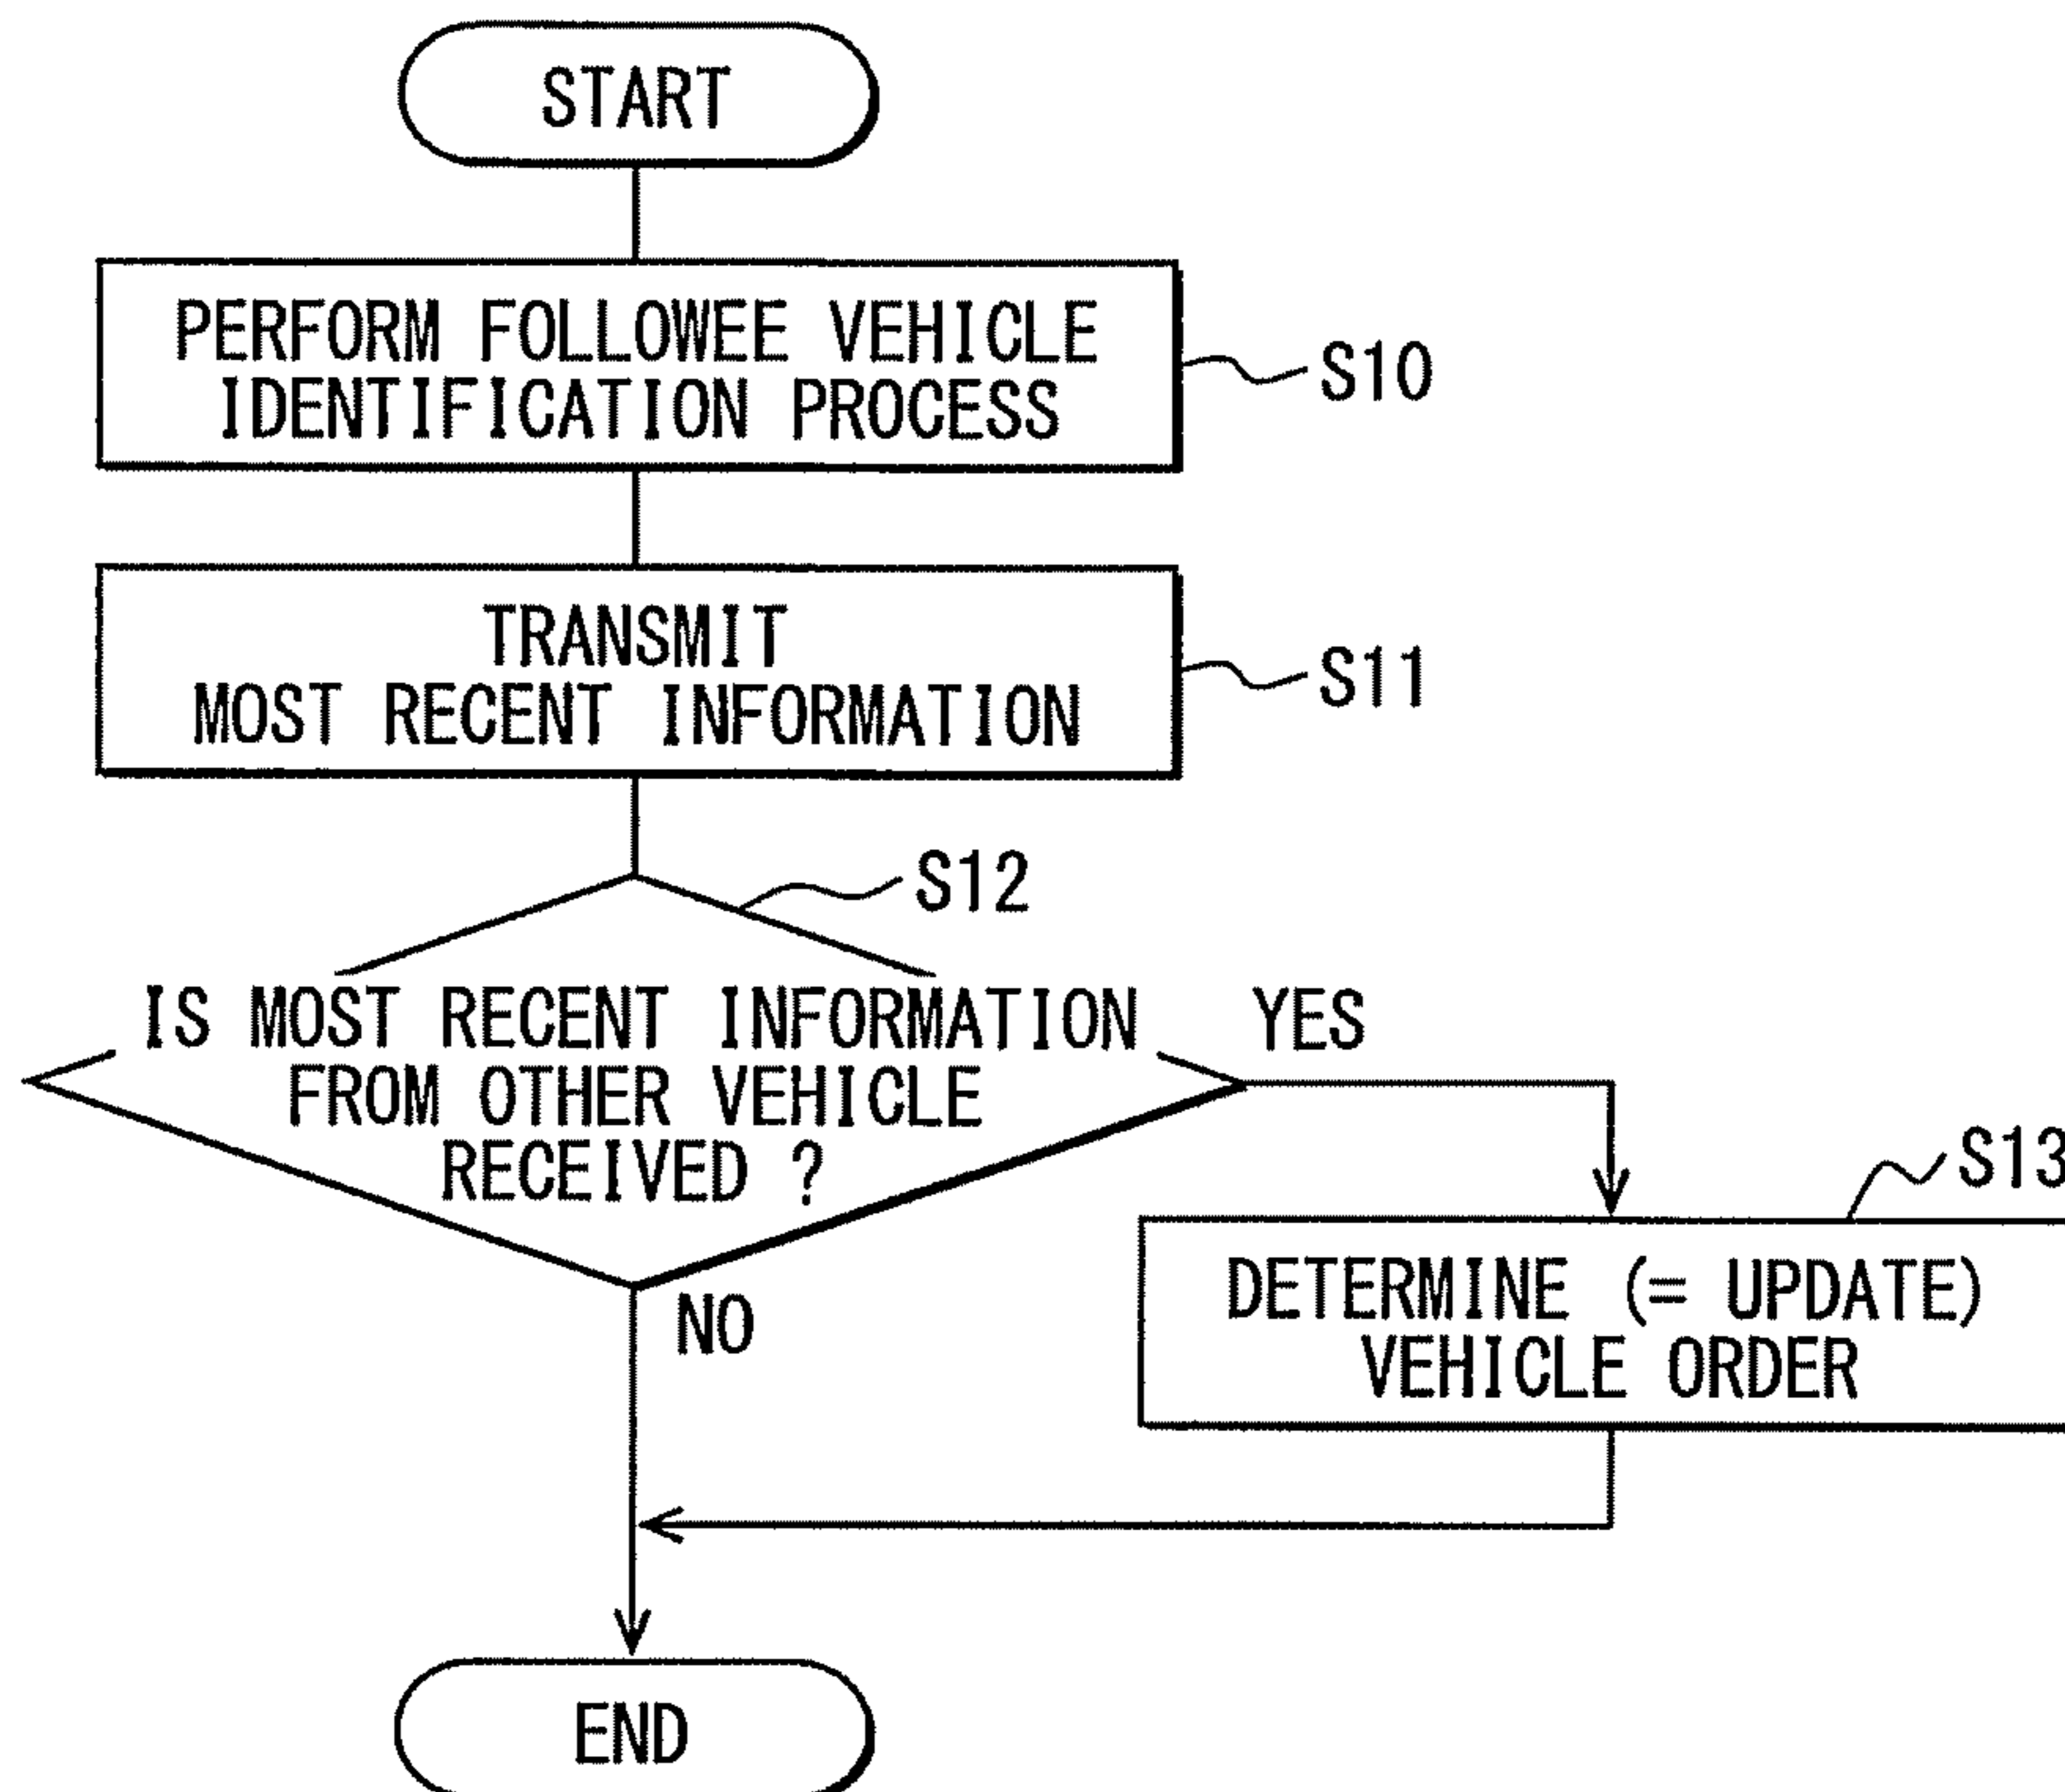 START
PERFORM FOLLOWEE VEHICLE
IDENTIFICATION PROCESS
S10
TRANSMIT
MOST RECENT INFORMATION
S11
S12
IS MOST RECENT INFORMATION
FROM OTHER VEHICLE
RECEIVED ?
YES
NO
S13
DETERMINE (= UPDATE)
VEHICLE ORDER
END